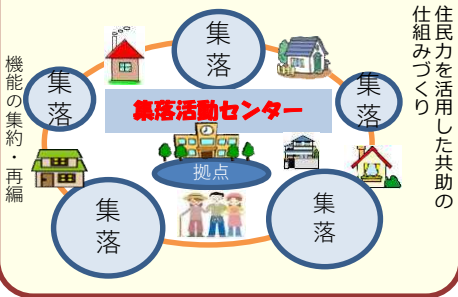 住民力を活用した共助の
仕組みづくり
集
落
集
落
集
落
集落活動センター
拠点
集
落
集
落
機能の集約・再編